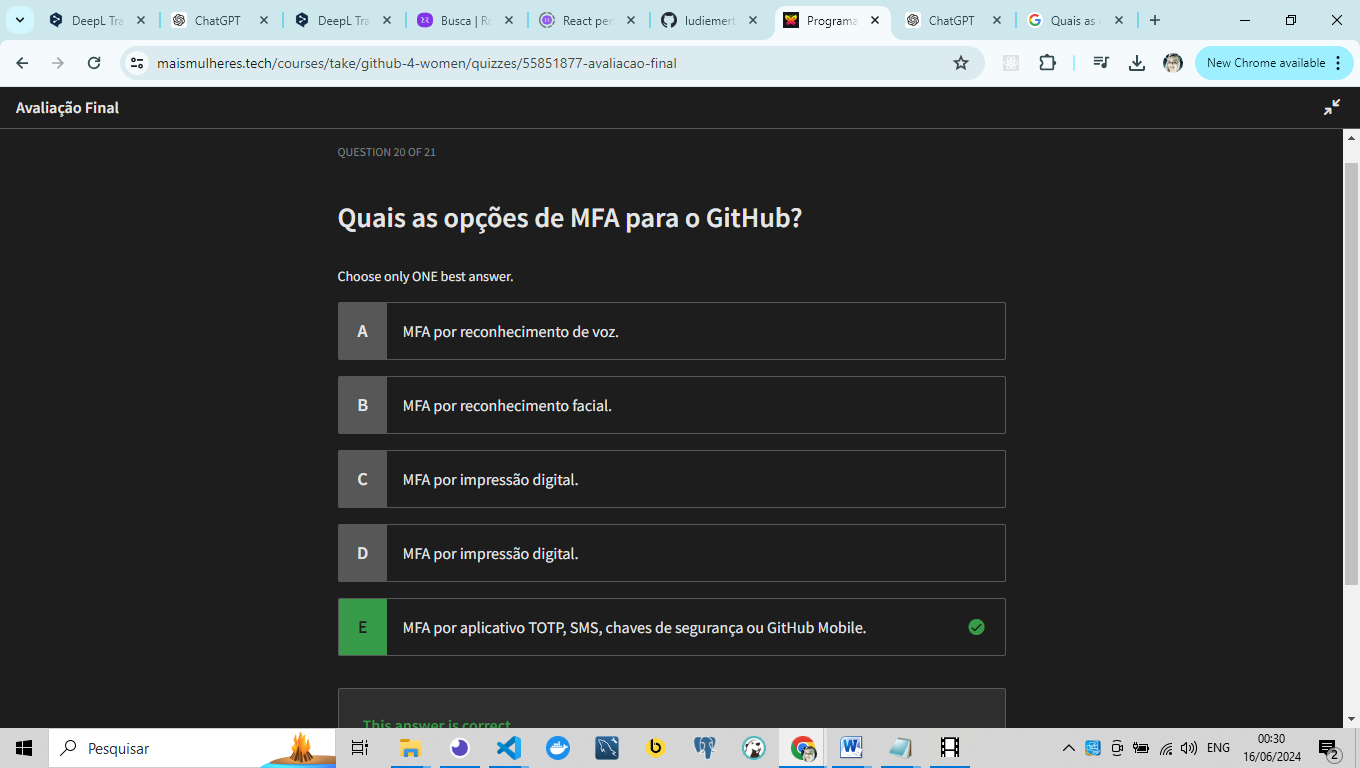 DeepL Tra
ChatGPT
DeepL Tra
Busca | Ro
React per
ludiemert
Programa
ChatGPT
Quais as
maismulheres.tech/courses/take/github-4-women/quizzes/55851877-avaliacao-final
New Chrome available
Avaliação Final
QUESTION 20 OF 21
Quais as opções de MFA para o GitHub?
Choose only ONE best answer.
A MFA por reconhecimento de voz.
B MFA por reconhecimento facial.
C MFA por impressão digital.
D MFA por impressão digital.
E MFA por aplicativo TOTP, SMS, chaves de segurança ou GitHub Mobile.
This answer is correct
Pesquisar
ENG
00:30
16/06/2024
2